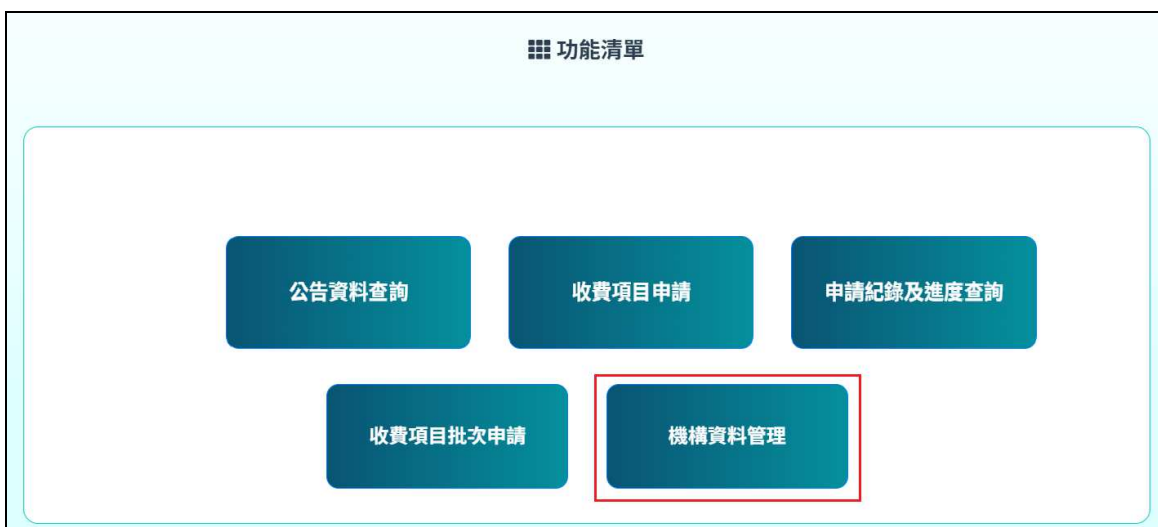 功能清單
公告資料查詢
收費項目申請
申請紀錄及進度查詢
收費項目批次申請
機構資料管理